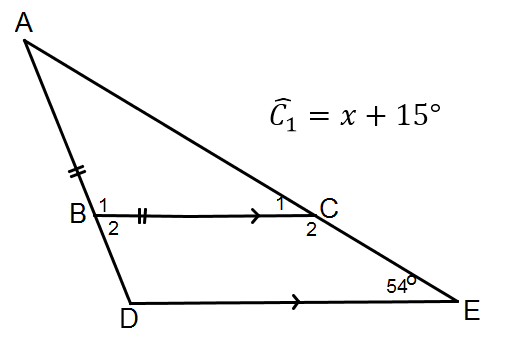 A
Ĉ₁ = x + 15°
B 1 1 C
2 2
54°
D E